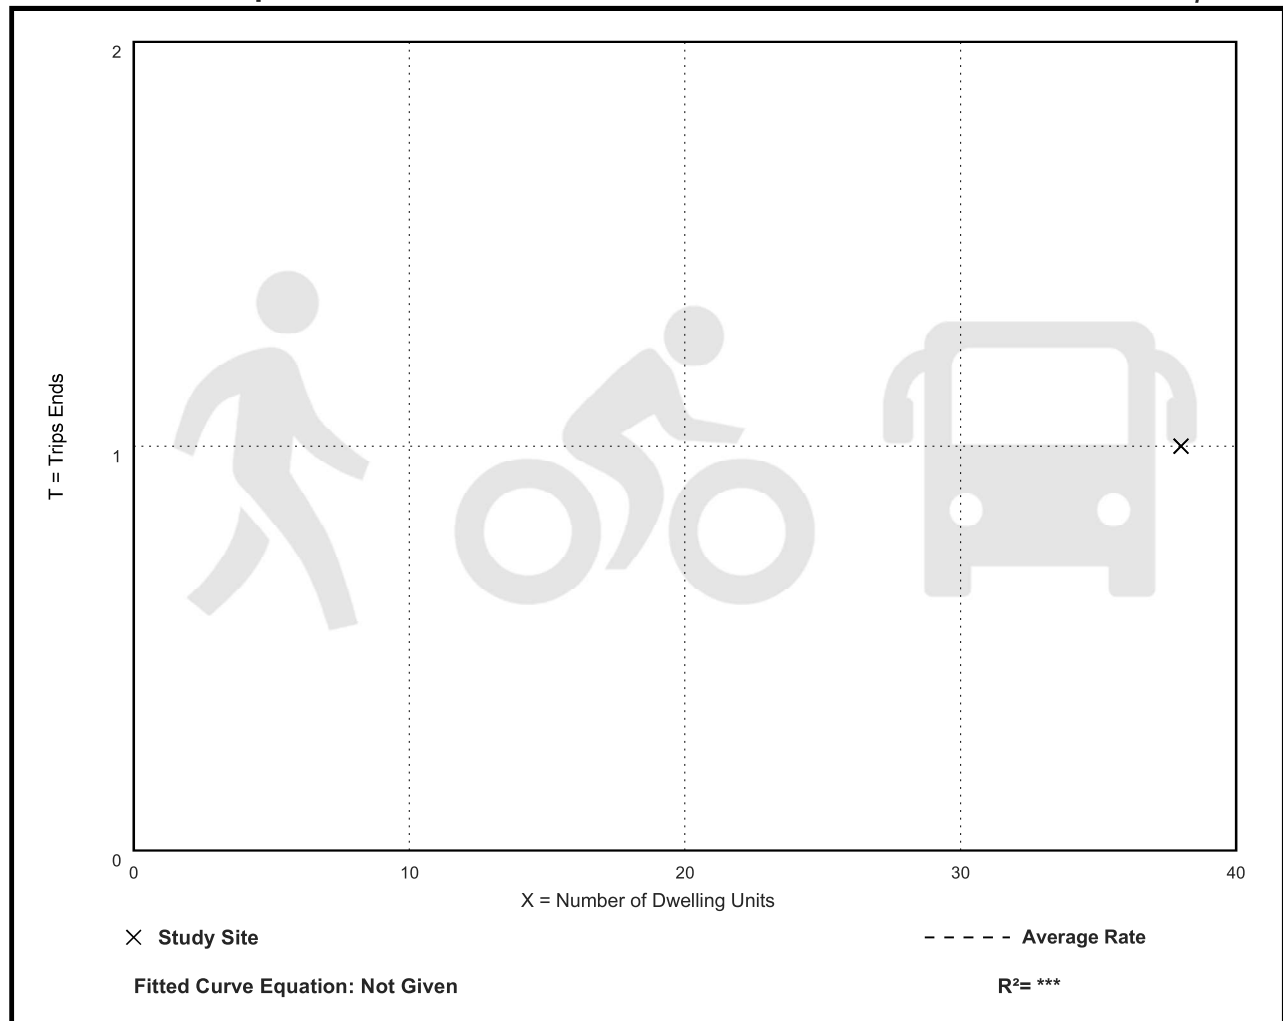 2
1
0
T = Trips Ends
0 10 20 30 40
X = Number of Dwelling Units
Study Site
Average Rate
Fitted Curve Equation: Not Given
R²= ***